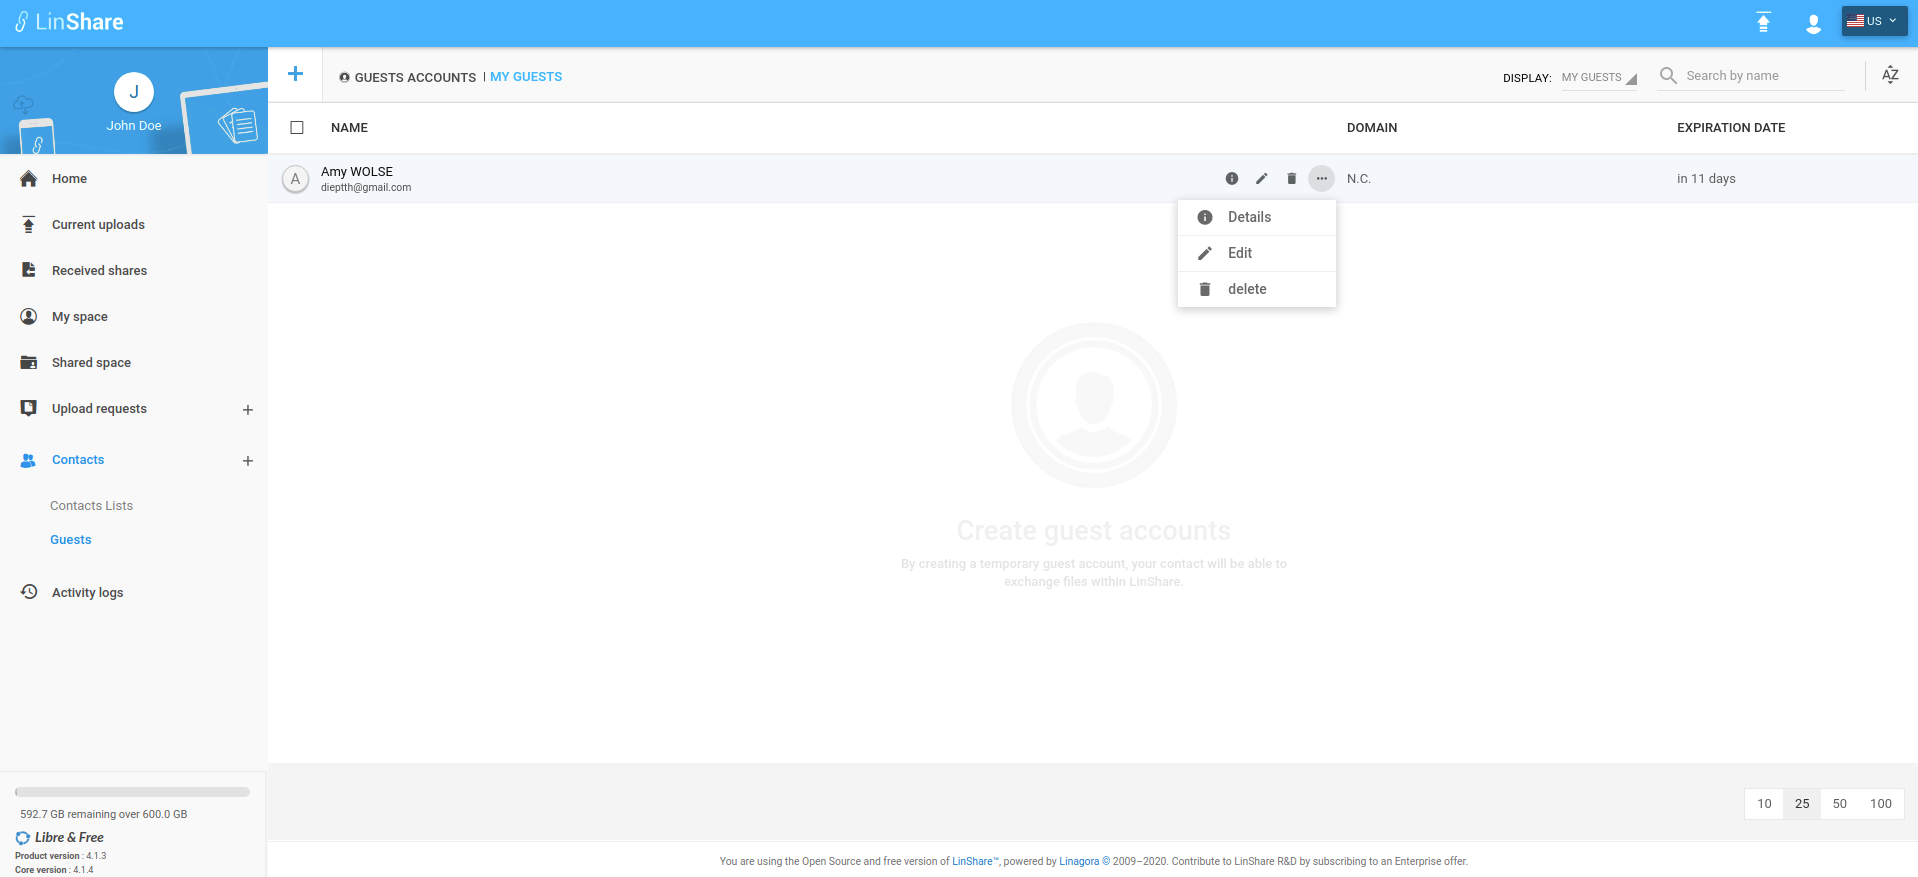 LinShare
US
J
John Doe
GUESTS ACCOUNTS | MY GUESTS
DISPLAY: MY GUESTS
Search by name
AZ
NAME
DOMAIN
EXPIRATION DATE
A
Amy WOLSE
dieptth@gmail.com
N.C.
in 11 days
Details
Edit
delete
Home
Current uploads
Received shares
My space
Shared space
Upload requests +
Contacts +
Contacts Lists
Guests
Activity logs
Create guest accounts
By creating a temporary guest account, your contact will be able to
exchange files within LinShare.
592.7 GB remaining over 600.0 GB
Libre & Free
Product version : 4.1.3
Core version : 4.1.4
10 25 50 100
You are using the Open Source and free version of LinShare™, powered by Linagora © 2009–2020. Contribute to LinShare R&D by subscribing to an Enterprise offer.